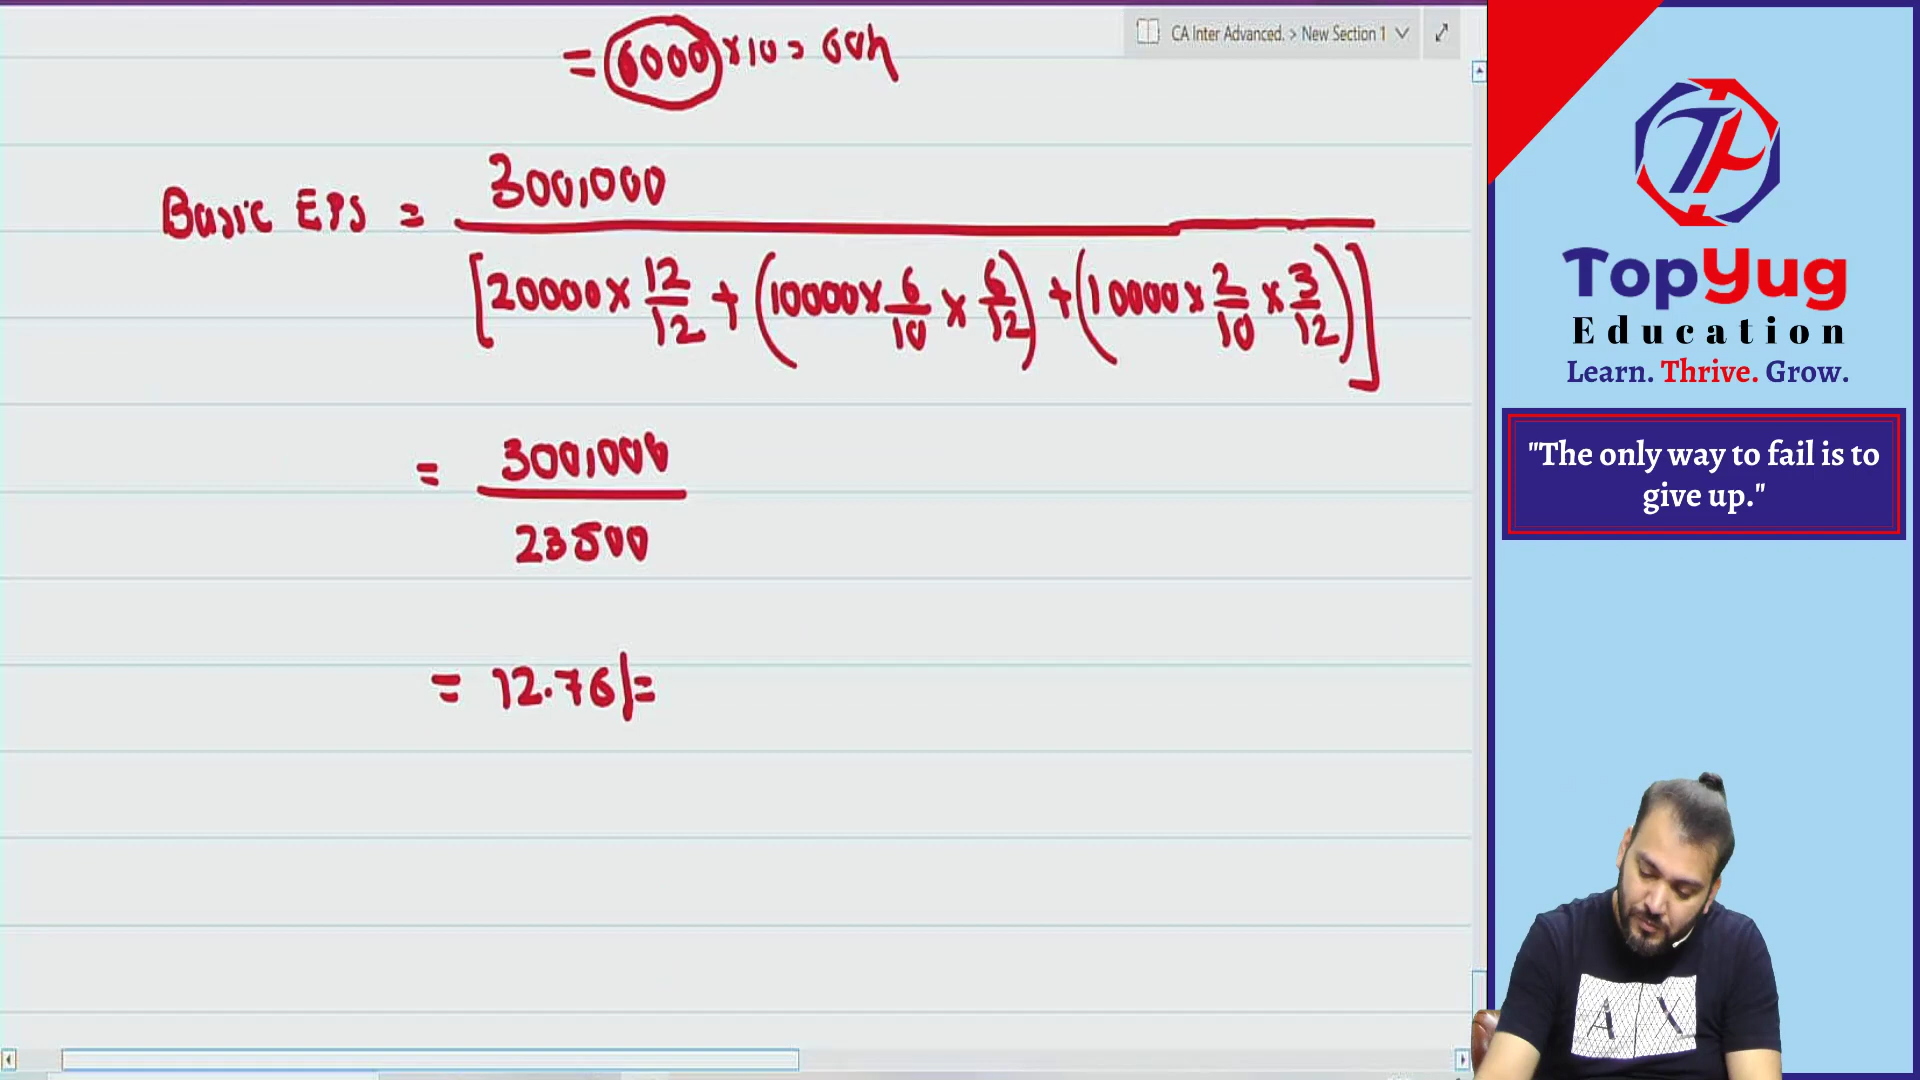 CA Inter Advanced. > New Section 1
= 6000 × 10 =
Basic EPS = 300,000
[20000 × 12/12 + (10000 × 6/10 × 6/12) + (10000 × 2/10 × 3/12)]
= 300,000
23500
= 12.76/=
TopYug
Education
Learn. Thrive. Grow.
"The only way to fail is to
give up."
A X